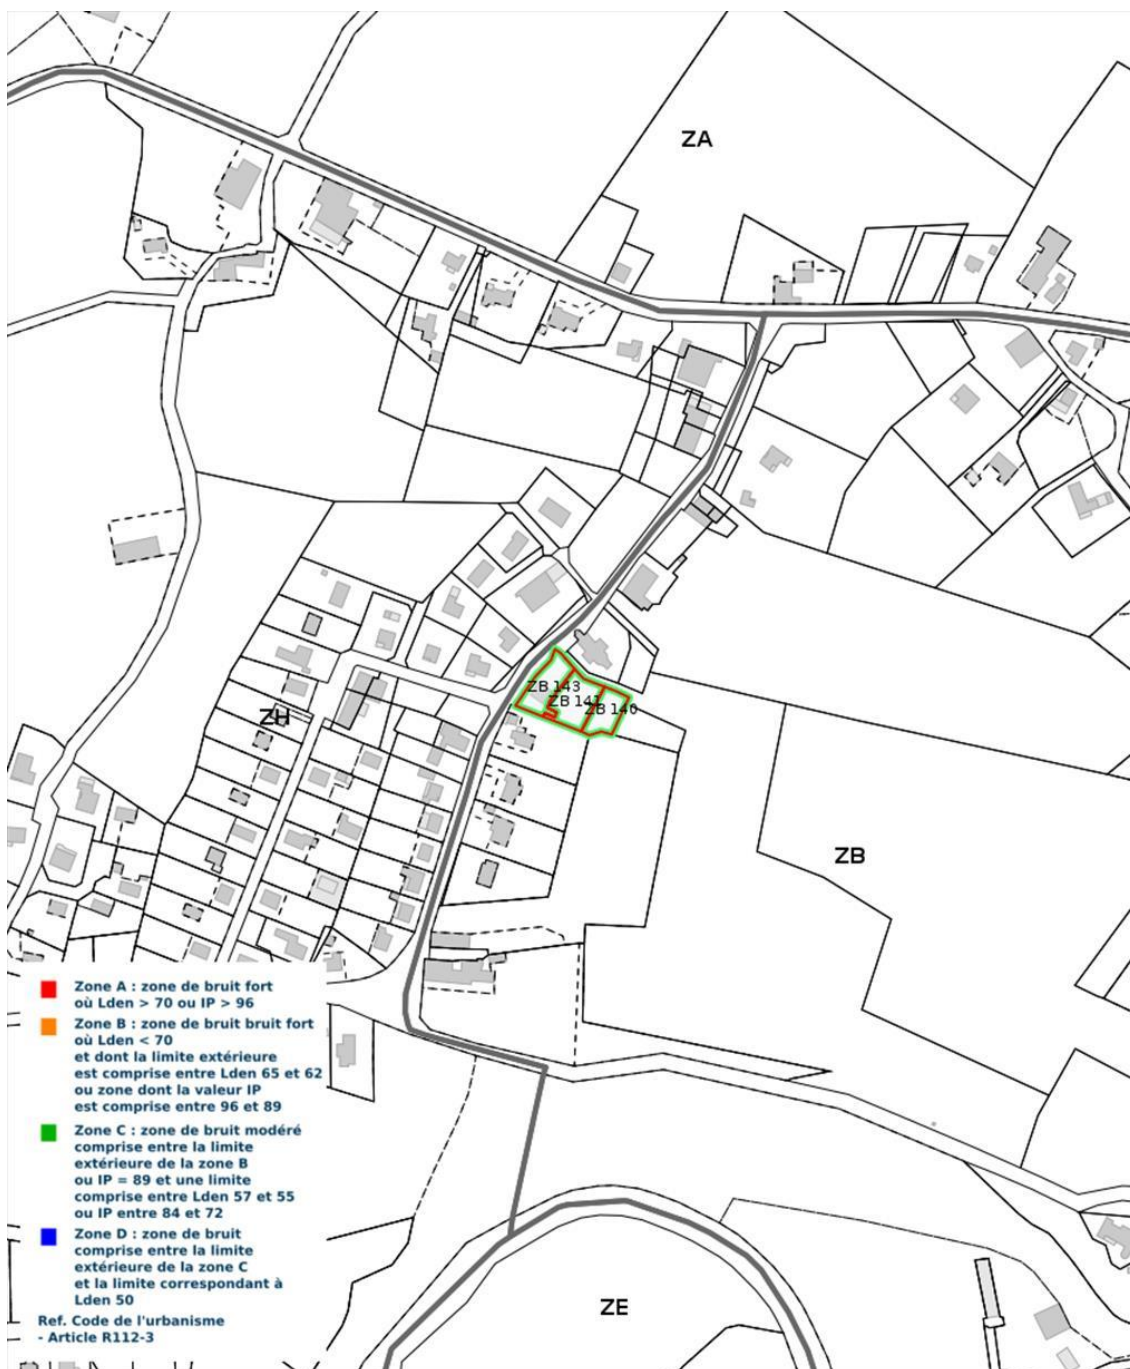 ZA
ZB 143
ZB 141
ZB 140
ZH
ZB
Zone A : zone de bruit fort
où Lden > 70 ou IP > 96
Zone B : zone de bruit bruit fort
où Lden < 70
et dont la limite extérieure
est comprise entre Lden 65 et 62
ou zone dont la valeur IP
est comprise entre 96 et 89
Zone C : zone de bruit modéré
comprise entre la limite
extérieure de la zone B
ou IP = 89 et une limite
comprise entre Lden 57 et 55
ou IP entre 84 et 72
Zone D : zone de bruit
comprise entre la limite
extérieure de la zone C
et la limite correspondant à
Lden 50
Ref. Code de l'urbanisme
- Article R112-3
ZE